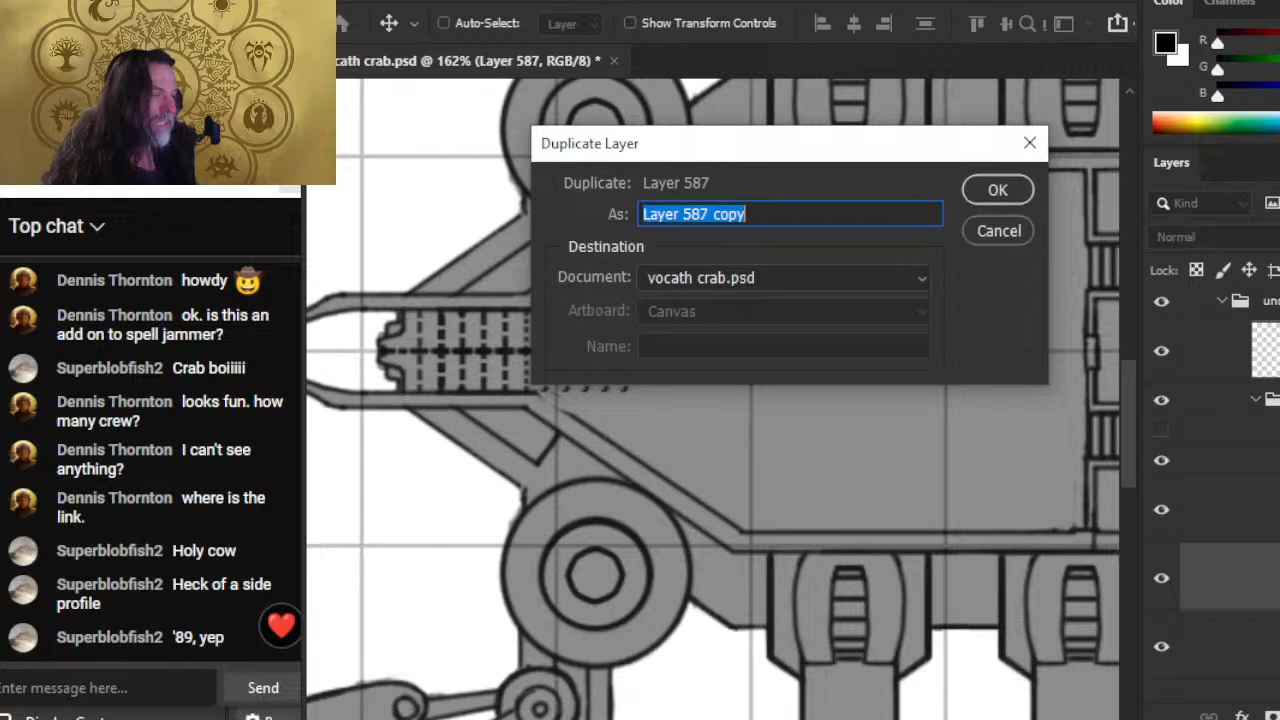 Auto-Select:
Layer
Show Transform Controls
cath crab.psd @ 162% (Layer 587, RGB/8) *
Color
Channels
R
G
B
Duplicate Layer
Duplicate: Layer 587
As: Layer 587 copy
OK
Cancel
Destination
Document: vocath crab.psd
Artboard: Canvas
Name:
Layers
Kind
Normal
Lock:
Top chat
Dennis Thornton howdy
Dennis Thornton ok. is this an
add on to spell jammer?
Superblobfish2 Crab boiiiii
Dennis Thornton looks fun. how
many crew?
Dennis Thornton I can't see
anything?
Dennis Thornton where is the
link.
Superblobfish2 Holy cow
Superblobfish2 Heck of a side
profile
Superblobfish2 '89, yep
Enter message here...
Send
fx